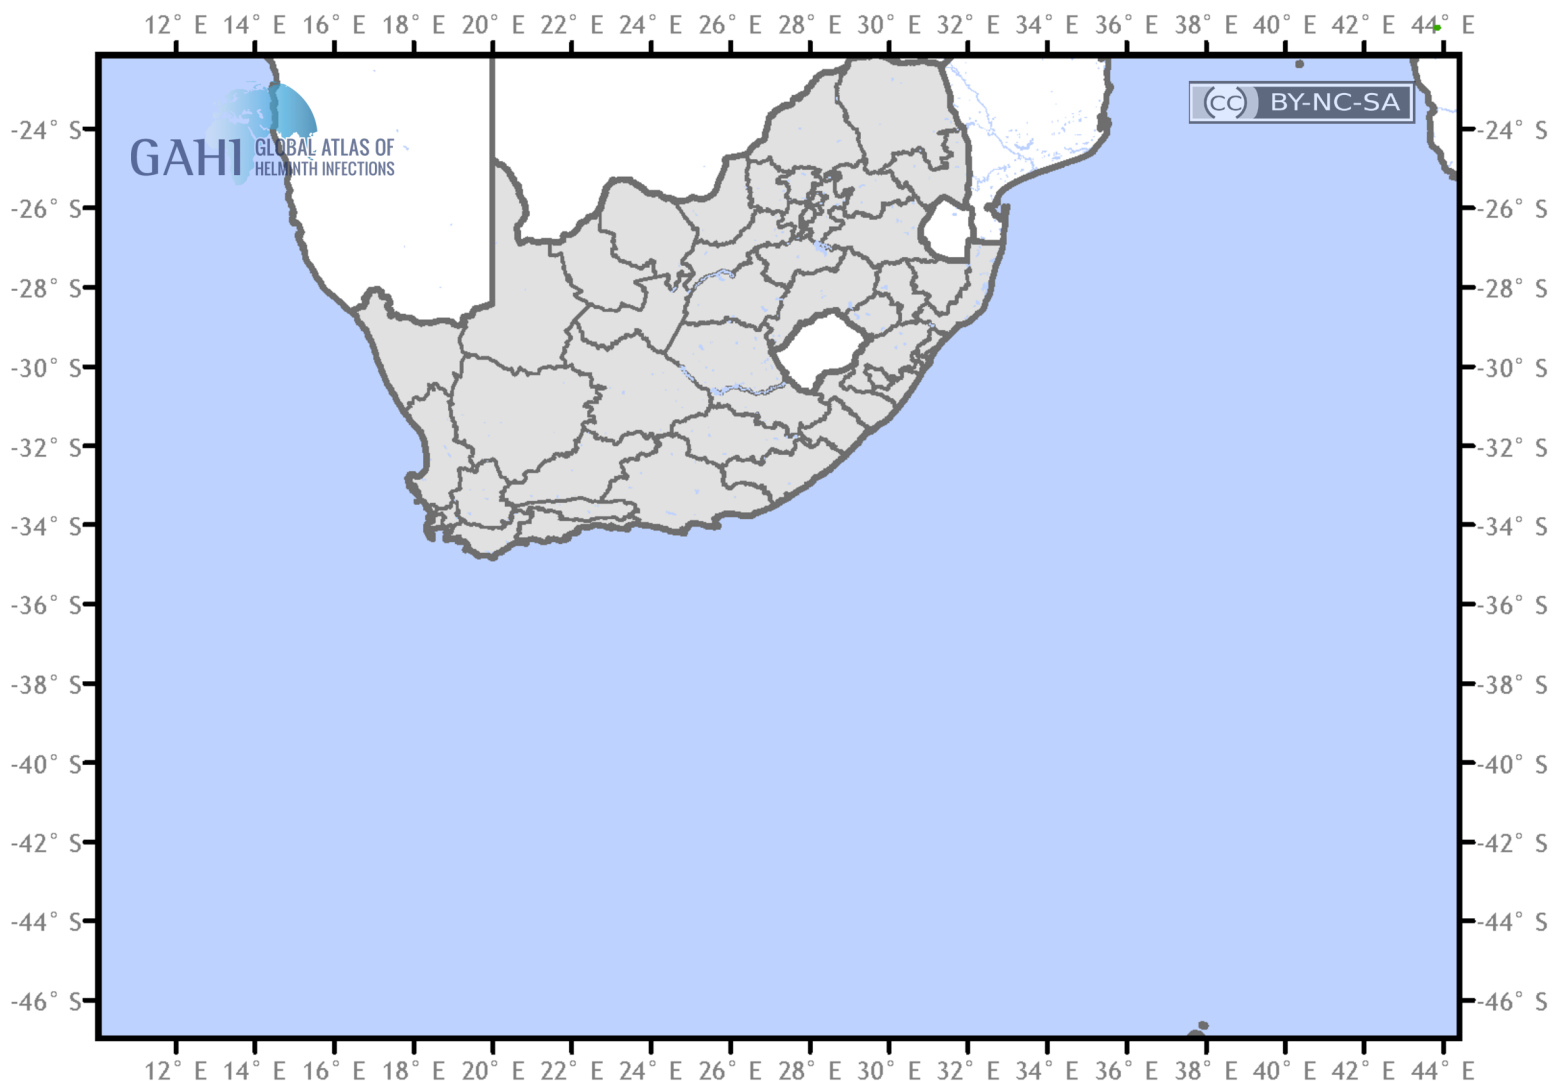 12° E 14° E 16° E 18° E 20° E 22° E 24° E 26° E 28° E 30° E 32° E 34° E 36° E 38° E 40° E 42° E 44° E
GAHI GLOBAL ATLAS OF
HELMINTH INFECTIONS
CC BY-NC-SA
-24° S -24° S
-26° S -26° S
-28° S -28° S
-30° S -30° S
-32° S -32° S
-34° S -34° S
-36° S -36° S
-38° S -38° S
-40° S -40° S
-42° S -42° S
-44° S -44° S
-46° S -46° S
12° E 14° E 16° E 18° E 20° E 22° E 24° E 26° E 28° E 30° E 32° E 34° E 36° E 38° E 40° E 42° E 44° E